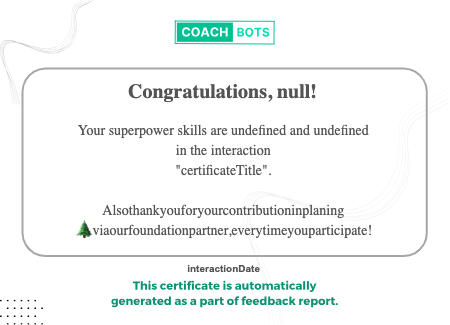 COACH BOTS
Congratulations, null!
Your superpower skills are undefined and undefined
in the interaction
"certificateTitle".
Alsothankyouforyourcontributioninplaning
🌲viaourfoundationpartner,everytimeyouparticipate!
interactionDate
This certificate is automatically
generated as a part of feedback report.